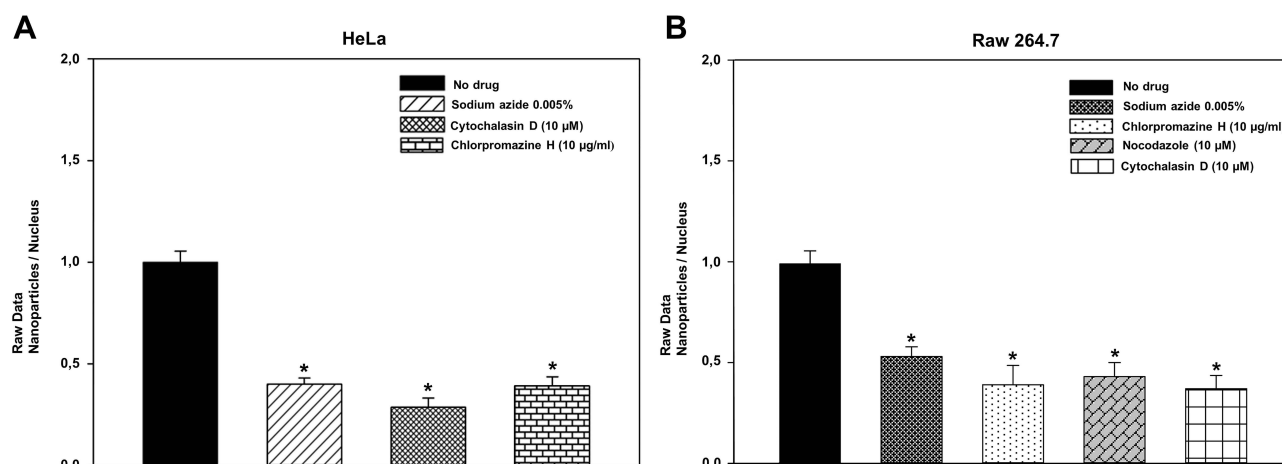 A
HeLa
2,0
1,5
1,0
0,5
0,0
Raw Data
Nanoparticles / Nucleus
No drug
Sodium azide 0.005%
Cytochalasin D (10 µM)
Chlorpromazine H (10 µg/ml)
*
*
*
B
Raw 264.7
2,0
1,5
1,0
0,5
0,0
Raw Data
Nanoparticles / Nucleus
No drug
Sodium azide 0.005%
Chlorpromazine H (10 µg/ml
Nocodazole (10 µM)
Cytochalasin D (10 µM)
*
*
*
*